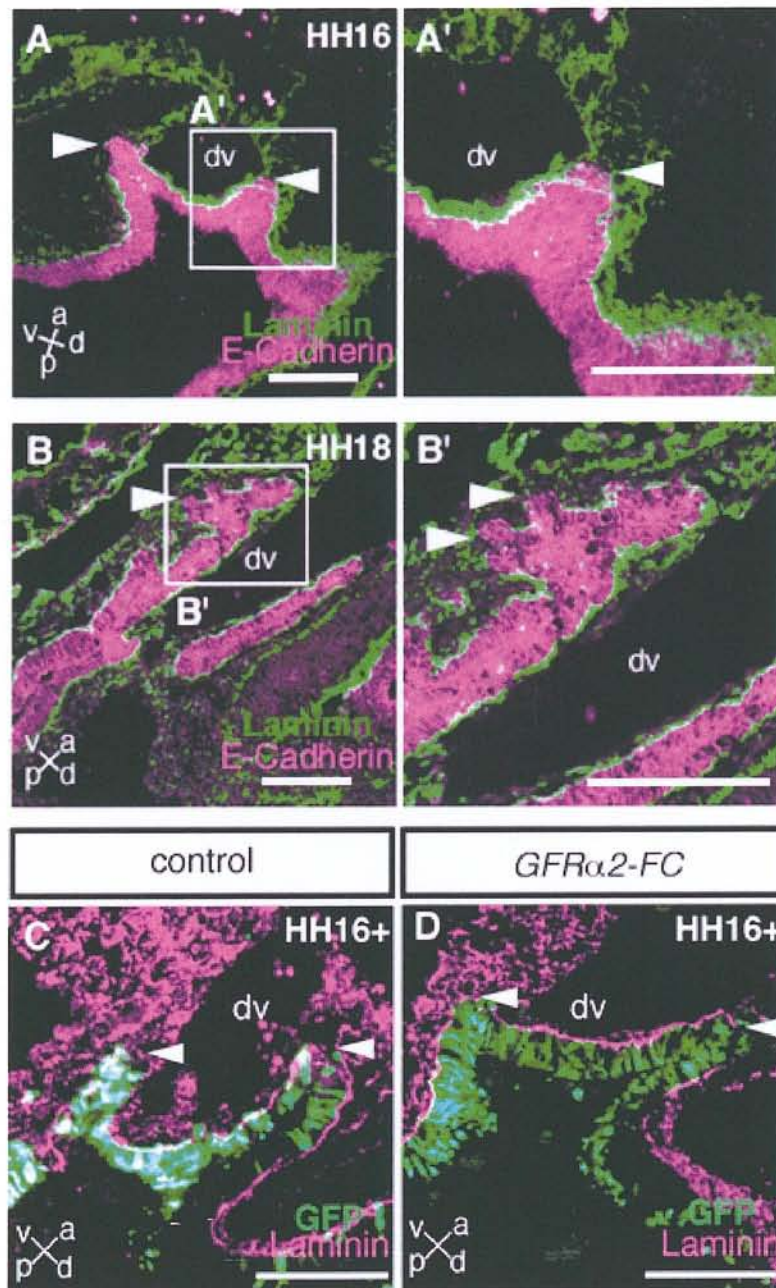 A
HH16
A'
A'
dv
dv
v a d p
Laminin
E-Cadherin
B
HH18
B'
B'
dv
dv
v a p d
Laminin
E-Cadherin
control
GFRα2-FC
C
HH16+
D
HH16+
dv
dv
v a p d
GFP
Laminin
v a p d
GFP
Laminin